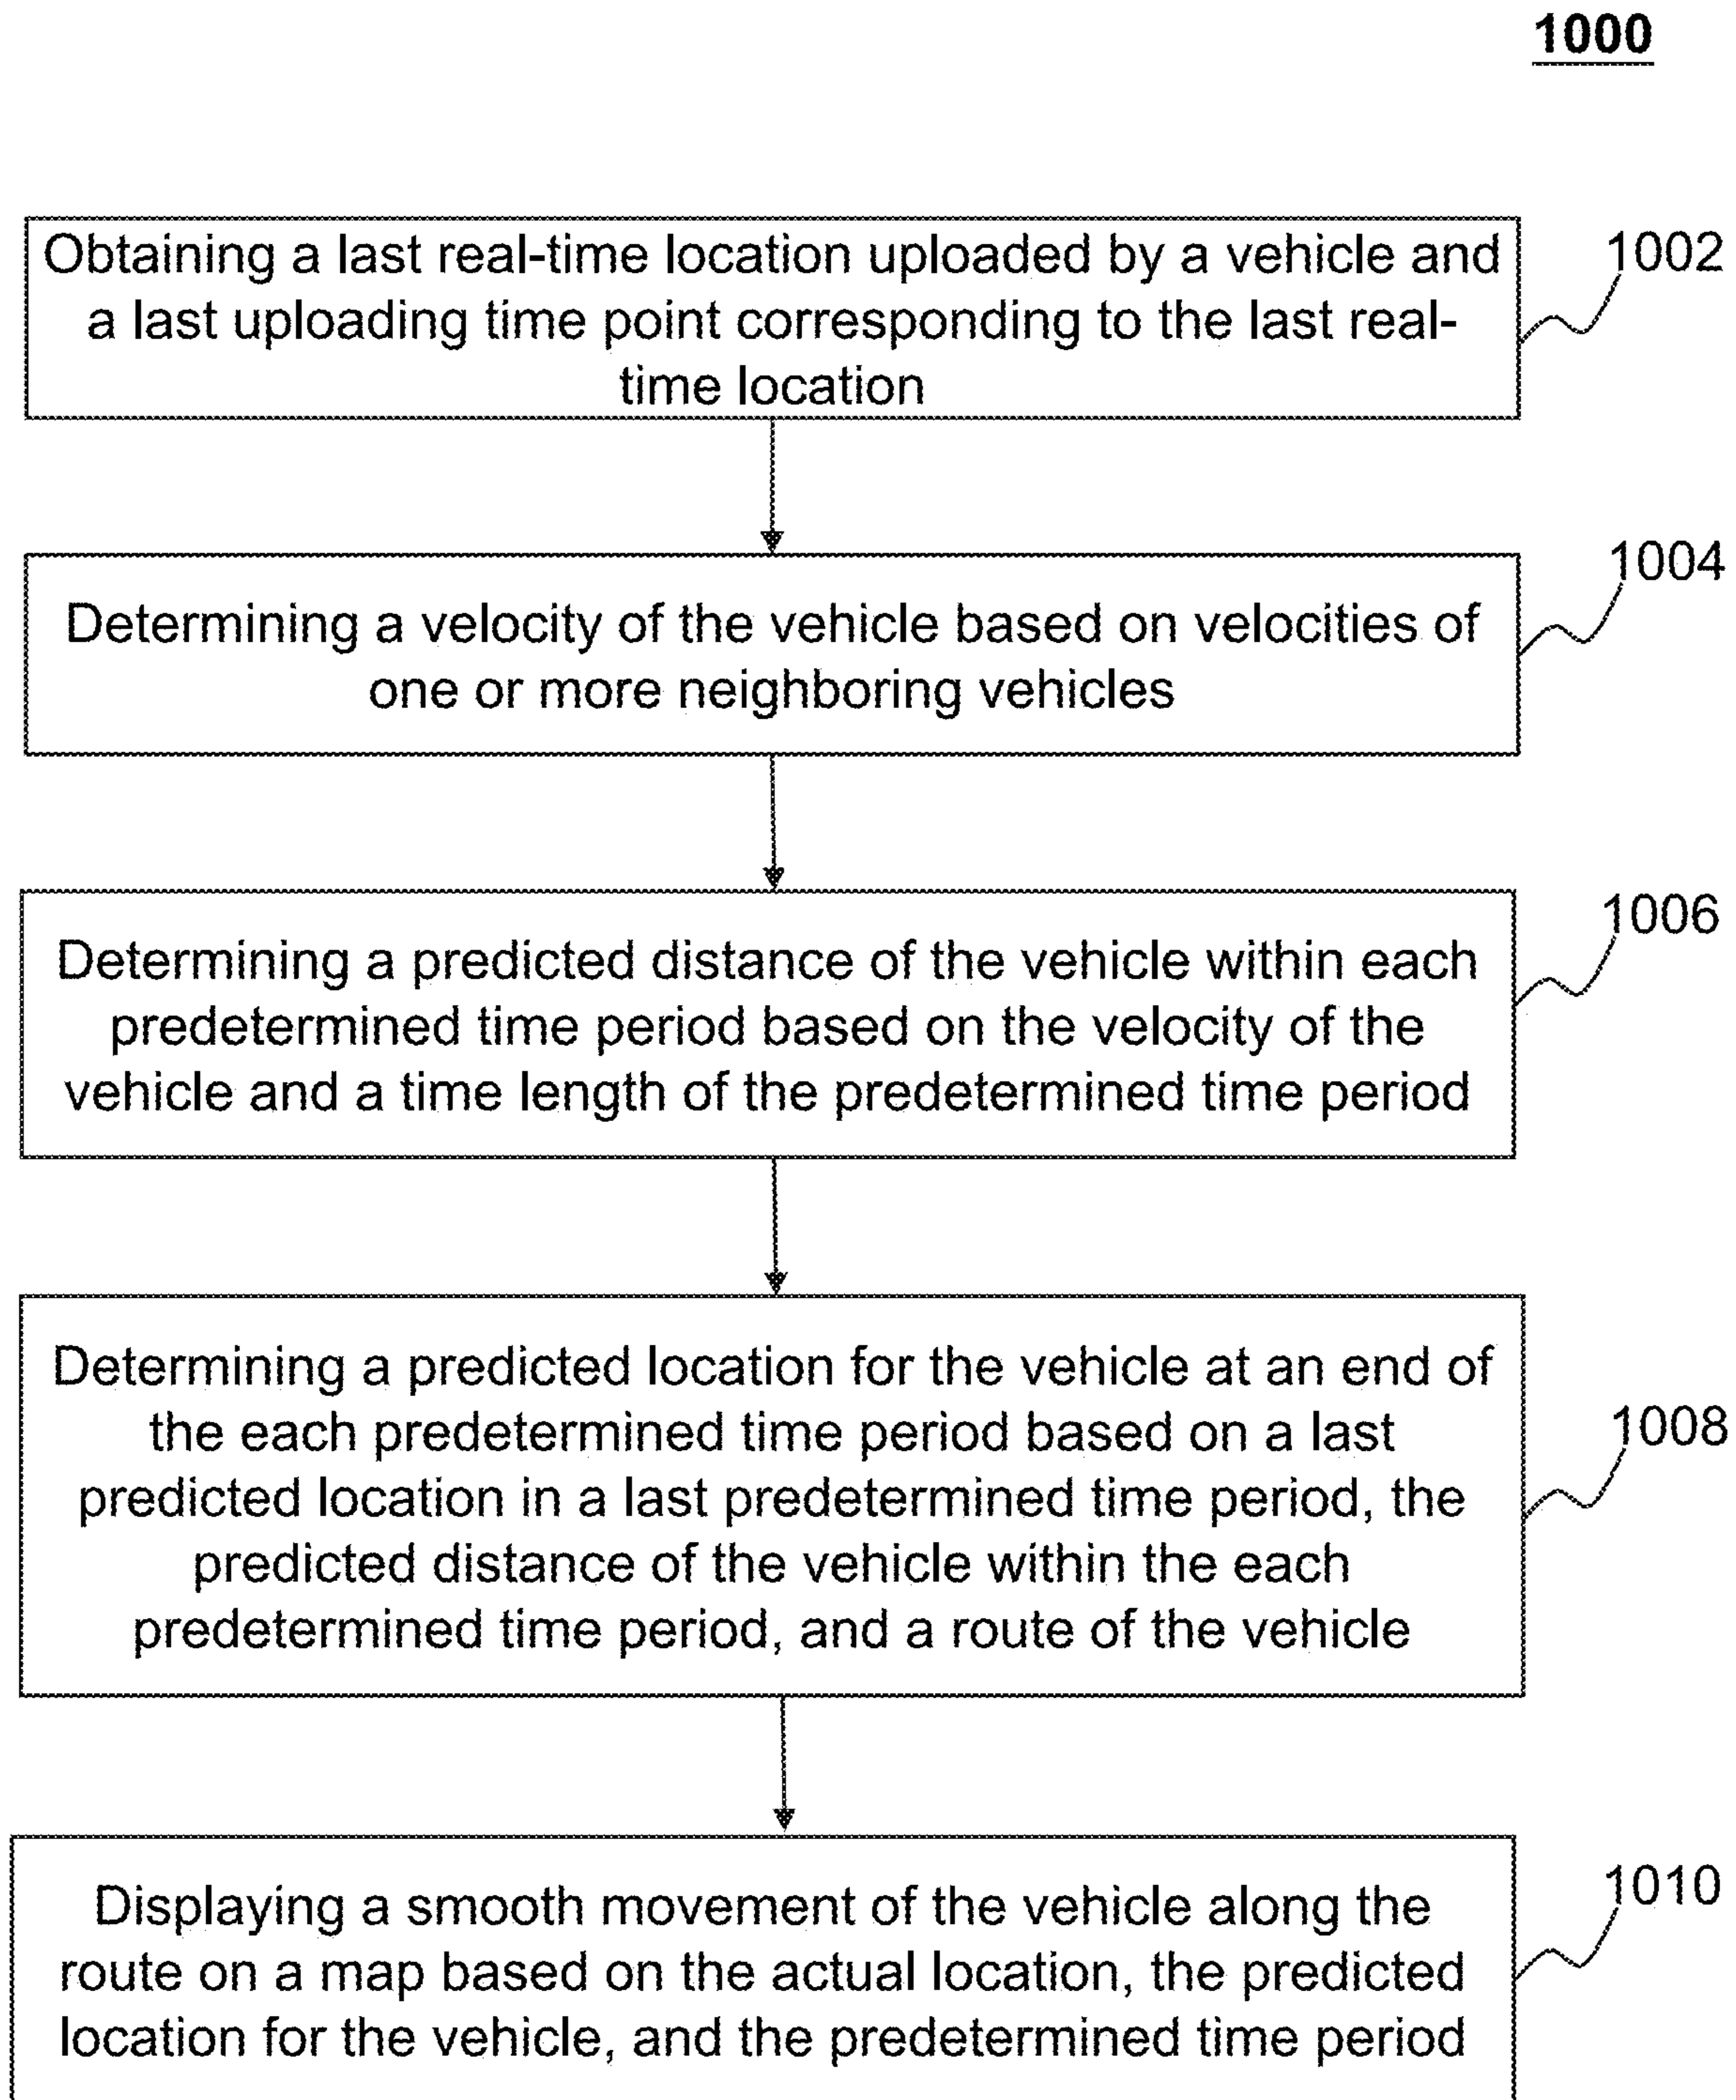 1000
Obtaining a last real-time location uploaded by a vehicle and
a last uploading time point corresponding to the last real-
time location
1002
Determining a velocity of the vehicle based on velocities of
one or more neighboring vehicles
1004
Determining a predicted distance of the vehicle within each
predetermined time period based on the velocity of the
vehicle and a time length of the predetermined time period
1006
Determining a predicted location for the vehicle at an end of
the each predetermined time period based on a last
predicted location in a last predetermined time period, the
predicted distance of the vehicle within the each
predetermined time period, and a route of the vehicle
1008
Displaying a smooth movement of the vehicle along the
route on a map based on the actual location, the predicted
location for the vehicle, and the predetermined time period
1010